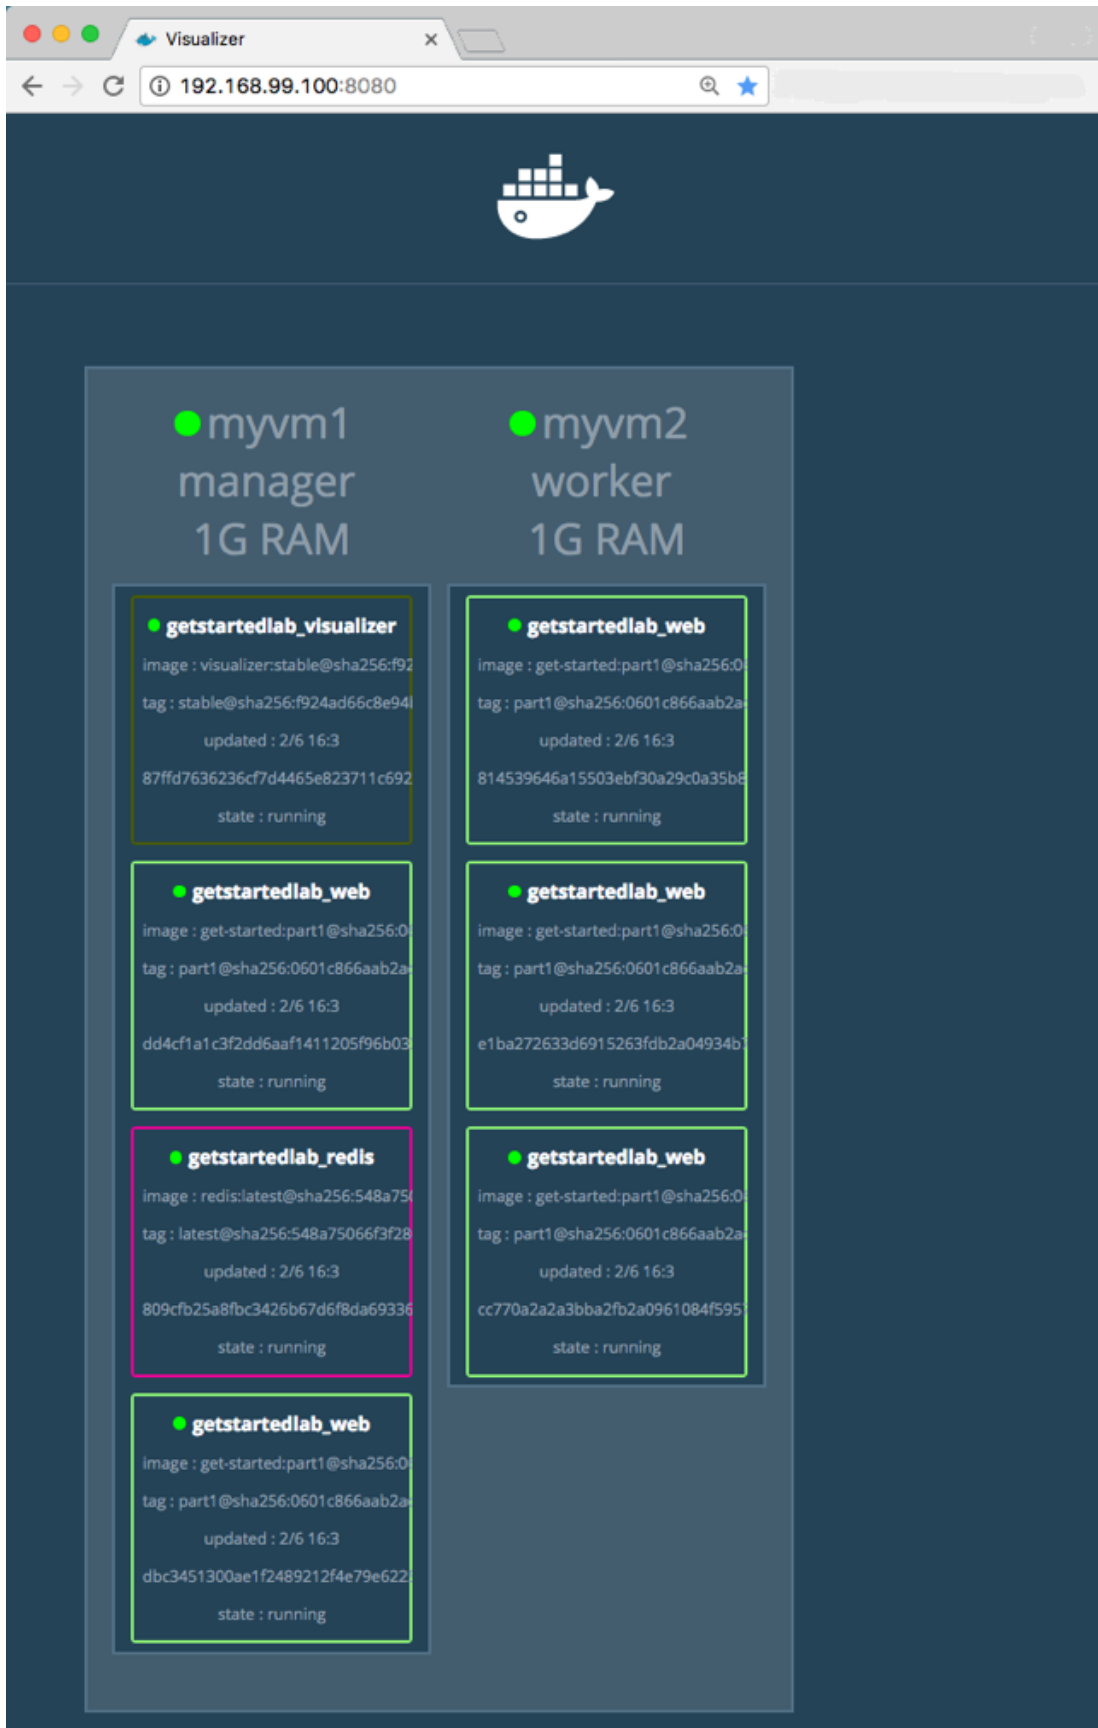 Visualizer
192.168.99.100:8080
myvm1
manager
1G RAM
getstartedlab_visualizer
image : visualizer:stable@sha256:f92
tag : stable@sha256:f924ad66c8e94
updated : 2/6 16:3
87ffd7636236cf7d4465e823711c692
state : running
getstartedlab_web
image : get-started:part1@sha256:0
tag : part1@sha256:0601c866aab2a
updated : 2/6 16:3
dd4cf1a1c3f2dd6aaf1411205f96b03
state : running
getstartedlab_redis
image : redis:latest@sha256:548a75
tag : latest@sha256:548a75066f3f28
updated : 2/6 16:3
809cfb25a8fbc3426b67d6f8da69336
state : running
getstartedlab_web
image : get-started:part1@sha256:0
tag : part1@sha256:0601c866aab2a
updated : 2/6 16:3
dbc3451300ae1f2489212f4e79e622
state : running
myvm2
worker
1G RAM
getstartedlab_web
image : get-started:part1@sha256:0
tag : part1@sha256:0601c866aab2a
updated : 2/6 16:3
814539646a15503ebf30a29c0a35b8
state : running
getstartedlab_web
image : get-started:part1@sha256:0
tag : part1@sha256:0601c866aab2a
updated : 2/6 16:3
e1ba272633d6915263fdb2a04934b
state : running
getstartedlab_web
image : get-started:part1@sha256:0
tag : part1@sha256:0601c866aab2a
updated : 2/6 16:3
cc770a2a2a3bba2fb2a0961084f595
state : running